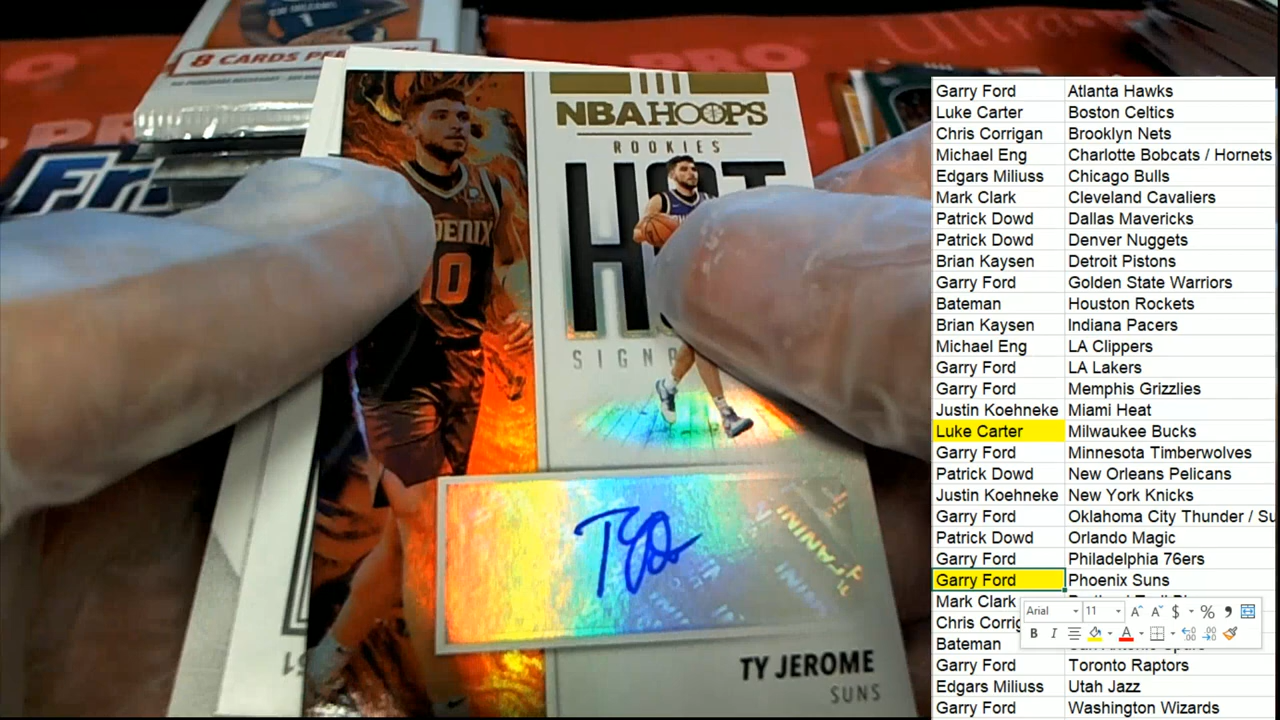 8 CARDS PE
NBA HOOPS
ROOKIES
HOT
SIGN
PHOENIX
10
PANINI
TY JEROME
SUNS
Garry Ford Atlanta Hawks
Luke Carter Boston Celtics
Chris Corrigan Brooklyn Nets
Michael Eng Charlotte Bobcats / Hornets
Edgars Miliuss Chicago Bulls
Mark Clark Cleveland Cavaliers
Patrick Dowd Dallas Mavericks
Patrick Dowd Denver Nuggets
Brian Kaysen Detroit Pistons
Garry Ford Golden State Warriors
Bateman Houston Rockets
Brian Kaysen Indiana Pacers
Michael Eng LA Clippers
Garry Ford LA Lakers
Garry Ford Memphis Grizzlies
Justin Koehneke Miami Heat
Luke Carter Milwaukee Bucks
Garry Ford Minnesota Timberwolves
Patrick Dowd New Orleans Pelicans
Justin Koehneke New York Knicks
Garry Ford Oklahoma City Thunder / Su
Patrick Dowd Orlando Magic
Garry Ford Philadelphia 76ers
Garry Ford Phoenix Suns
Mark Clark
Arial 11 A A $ % 9
Chris Corrig
B I A
Bateman
Garry Ford Toronto Raptors
Edgars Miliuss Utah Jazz
Garry Ford Washington Wizards